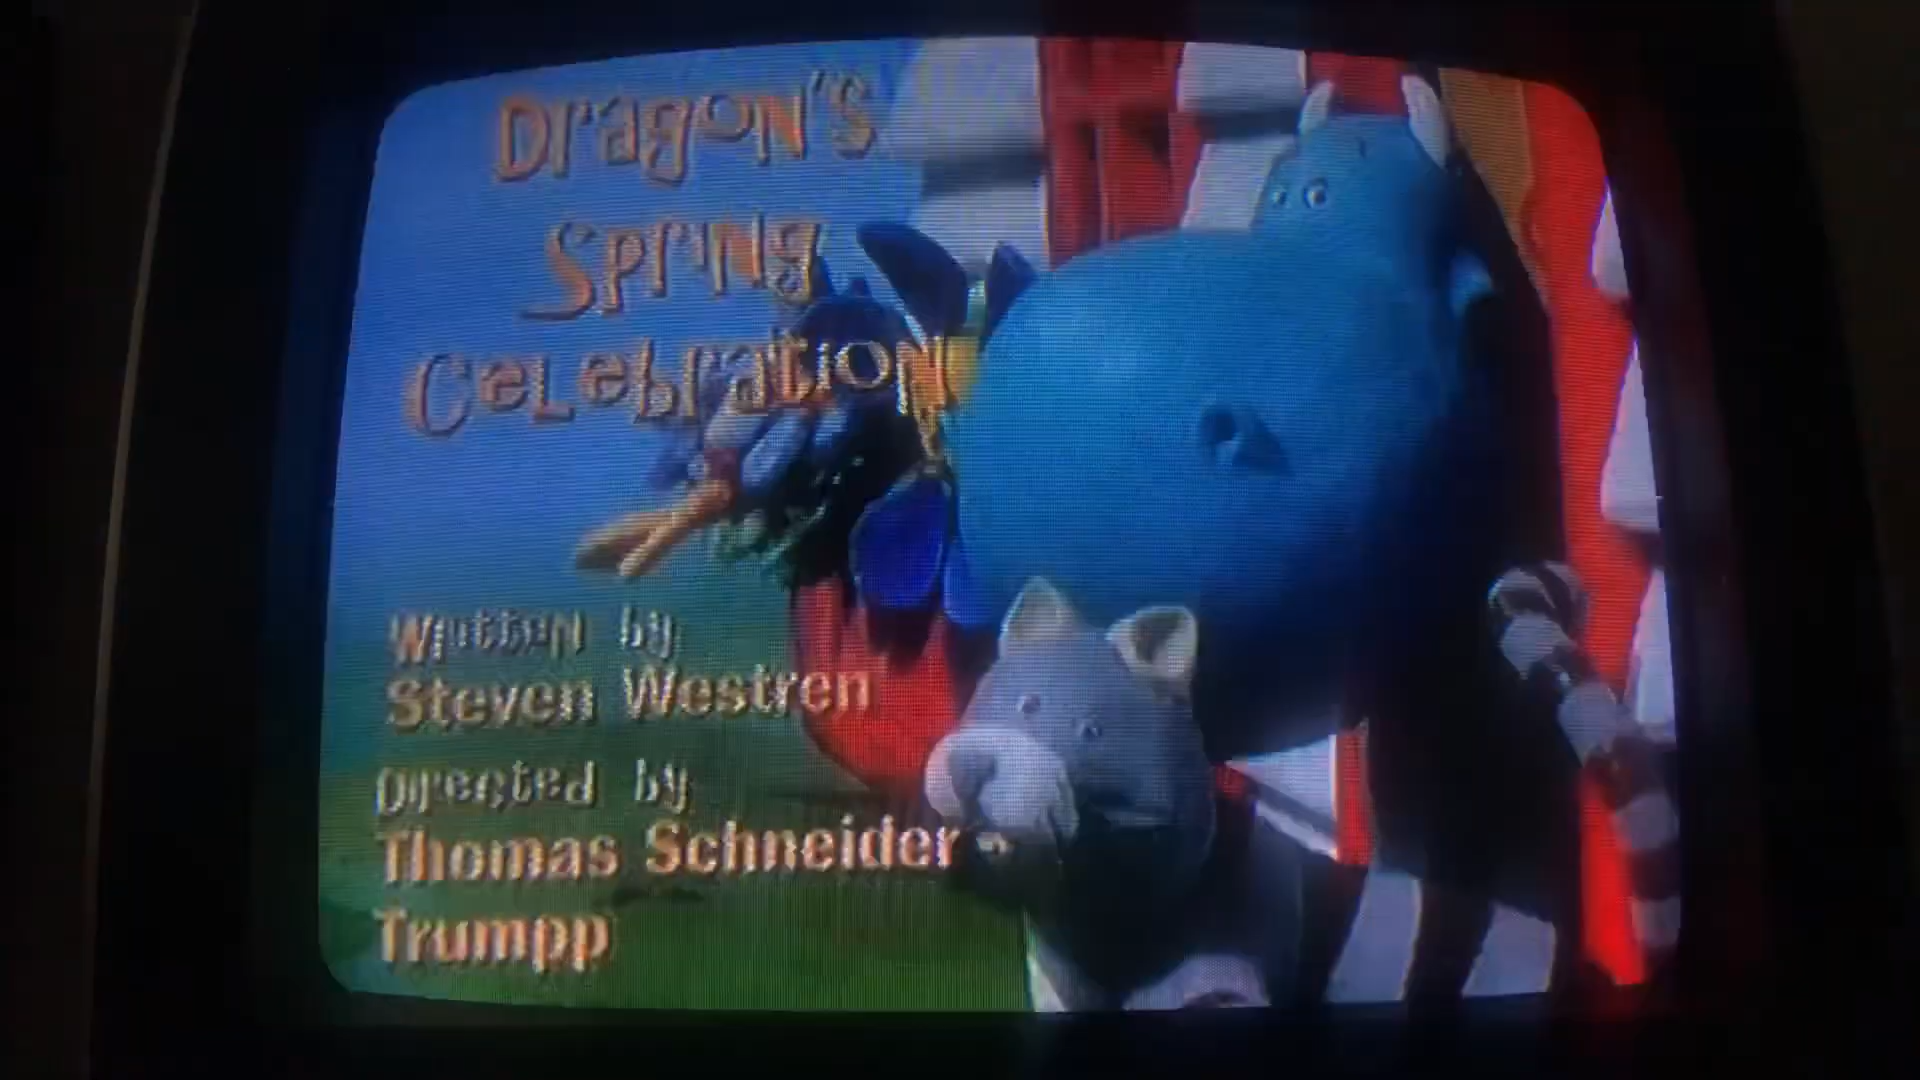 Dragon's
Spring
Celebration
Written by
Steven Westren
Directed by
Thomas Schneider -
Trumpp